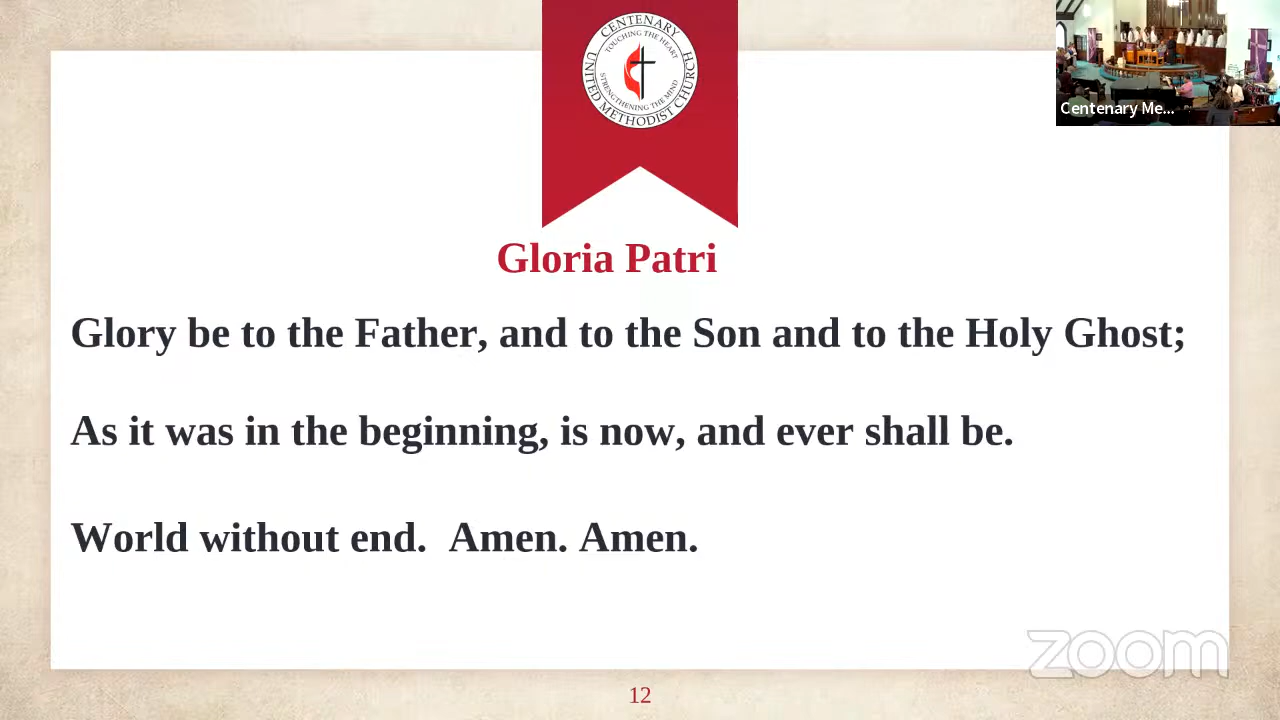 CENTENARY
TOUCHING THE HEART
STRENGTHENING THE MIND
UNITED METHODIST CHURCH
Centenary Me...
Gloria Patri
Glory be to the Father, and to the Son and to the Holy Ghost;
As it was in the beginning, is now, and ever shall be.
World without end.  Amen. Amen.
zoom
12